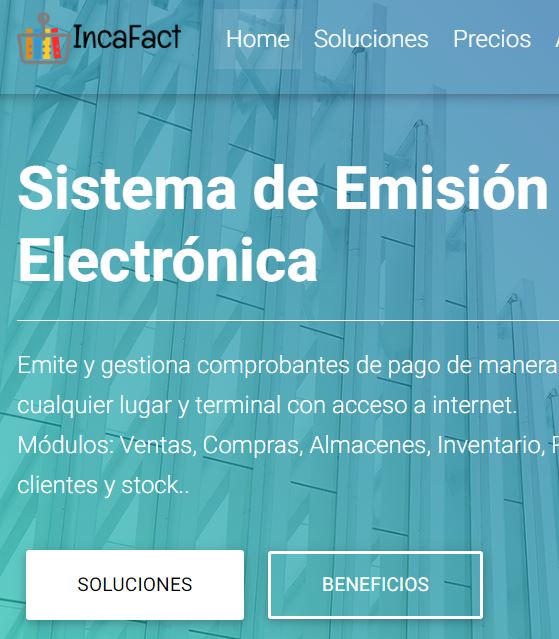 IncaFact
Home Soluciones Precios
Sistema de Emisión
Electrónica
Emite y gestiona comprobantes de pago de manera
cualquier lugar y terminal con acceso a internet.
Módulos: Ventas, Compras, Almacenes, Inventario,
clientes y stock..
SOLUCIONES BENEFICIOS